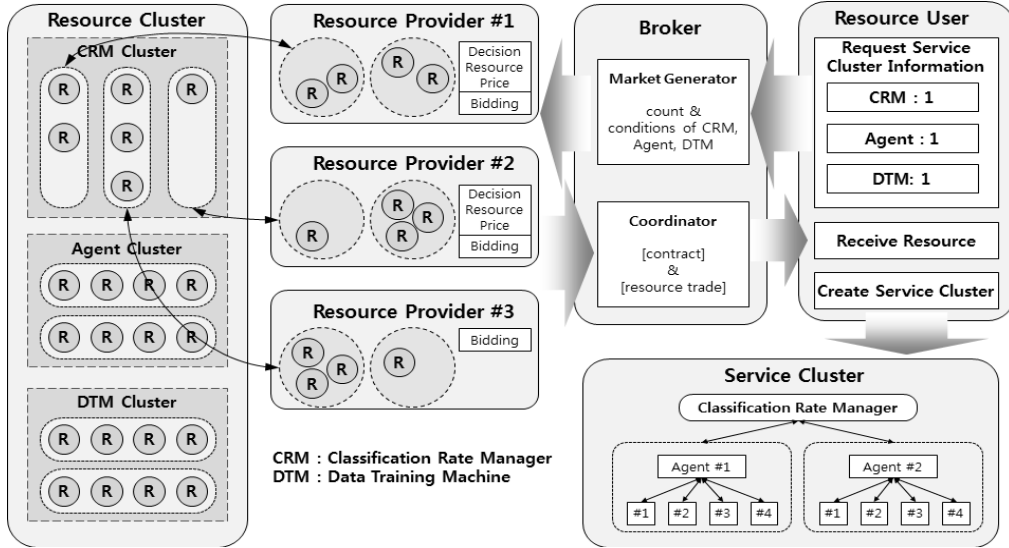 Resource Cluster
CRM Cluster
R
R
R
R
R
R
R
Agent Cluster
R R R R
R R R R
DTM Cluster
R R R R
R R R R
Resource Provider #1
R
R
R
R
Decision
Resource
Price
Bidding
Resource Provider #2
R
R
R
R
Decision
Resource
Price
Bidding
Resource Provider #3
R
R
R
R
Bidding
CRM : Classification Rate Manager
DTM : Data Training Machine
Broker
Market Generator
count &
conditions of CRM,
Agent, DTM
Coordinator
[contract]
&
[resource trade]
Resource User
Request Service
Cluster Information
CRM : 1
Agent : 1
DTM: 1
Receive Resource
Create Service Cluster
Service Cluster
Classification Rate Manager
Agent #1
#1 #2 #3 #4
Agent #2
#1 #2 #3 #4